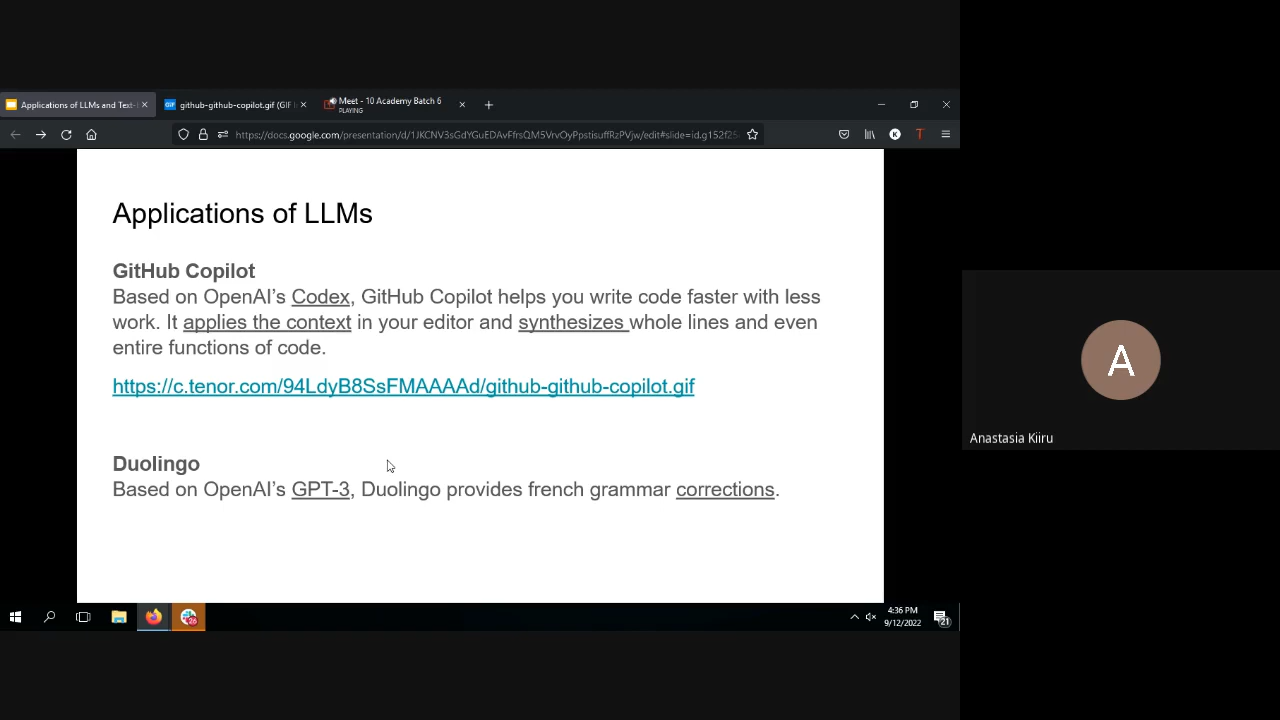 Applications of LLMs and Text-
github-github-copilot.gif (GIF
Meet - 10 Academy Batch 6
PLAYING
Applications of LLMs
GitHub Copilot
Based on OpenAI's Codex, GitHub Copilot helps you write code faster with less
work. It applies the context in your editor and synthesizes whole lines and even
entire functions of code.
https://c.tenor.com/94LdyB8SsFMAAAAd/github-github-copilot.gif
Duolingo
Based on OpenAI's GPT-3, Duolingo provides french grammar corrections.
A
Anastasia Kiiru
4:36 PM
9/12/2022
21